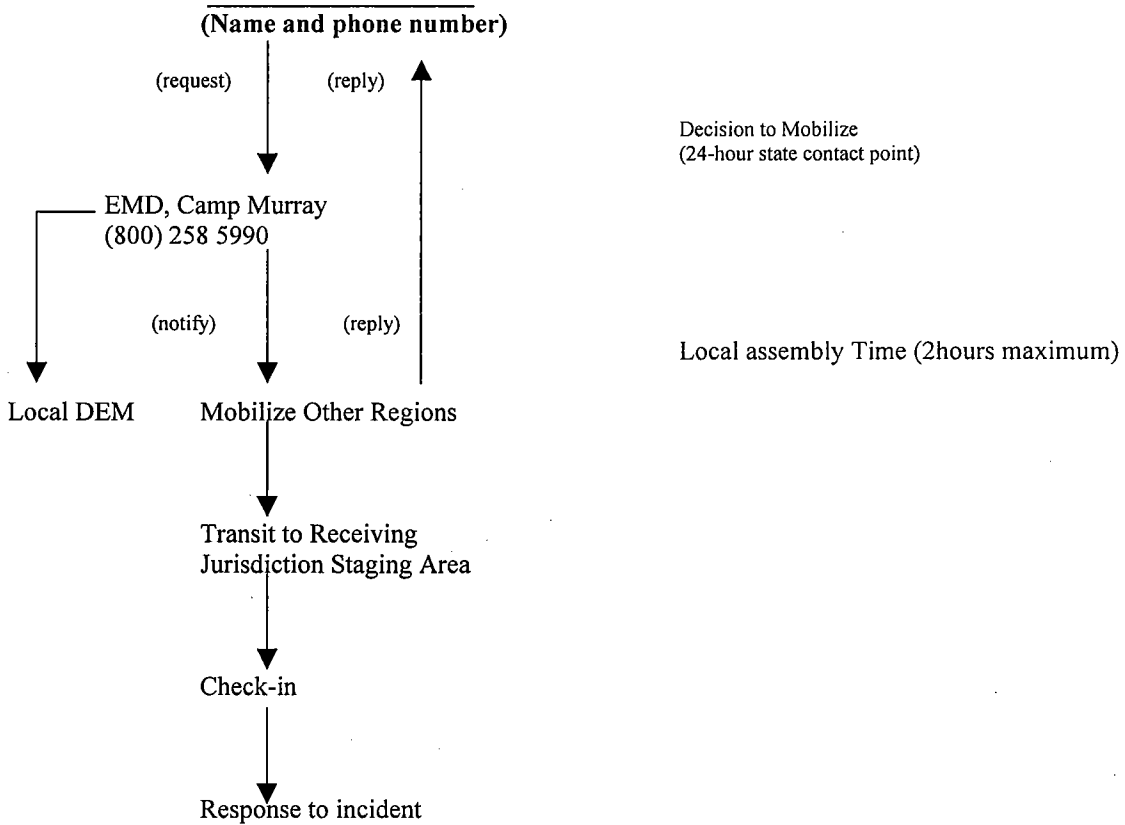 (Name and phone number)
(request)
(reply)
Decision to Mobilize
(24-hour state contact point)
EMD, Camp Murray
(800) 258 5990
(notify)
(reply)
Local assembly Time (2hours maximum)
Local DEM
Mobilize Other Regions
Transit to Receiving
Jurisdiction Staging Area
Check-in
Response to incident